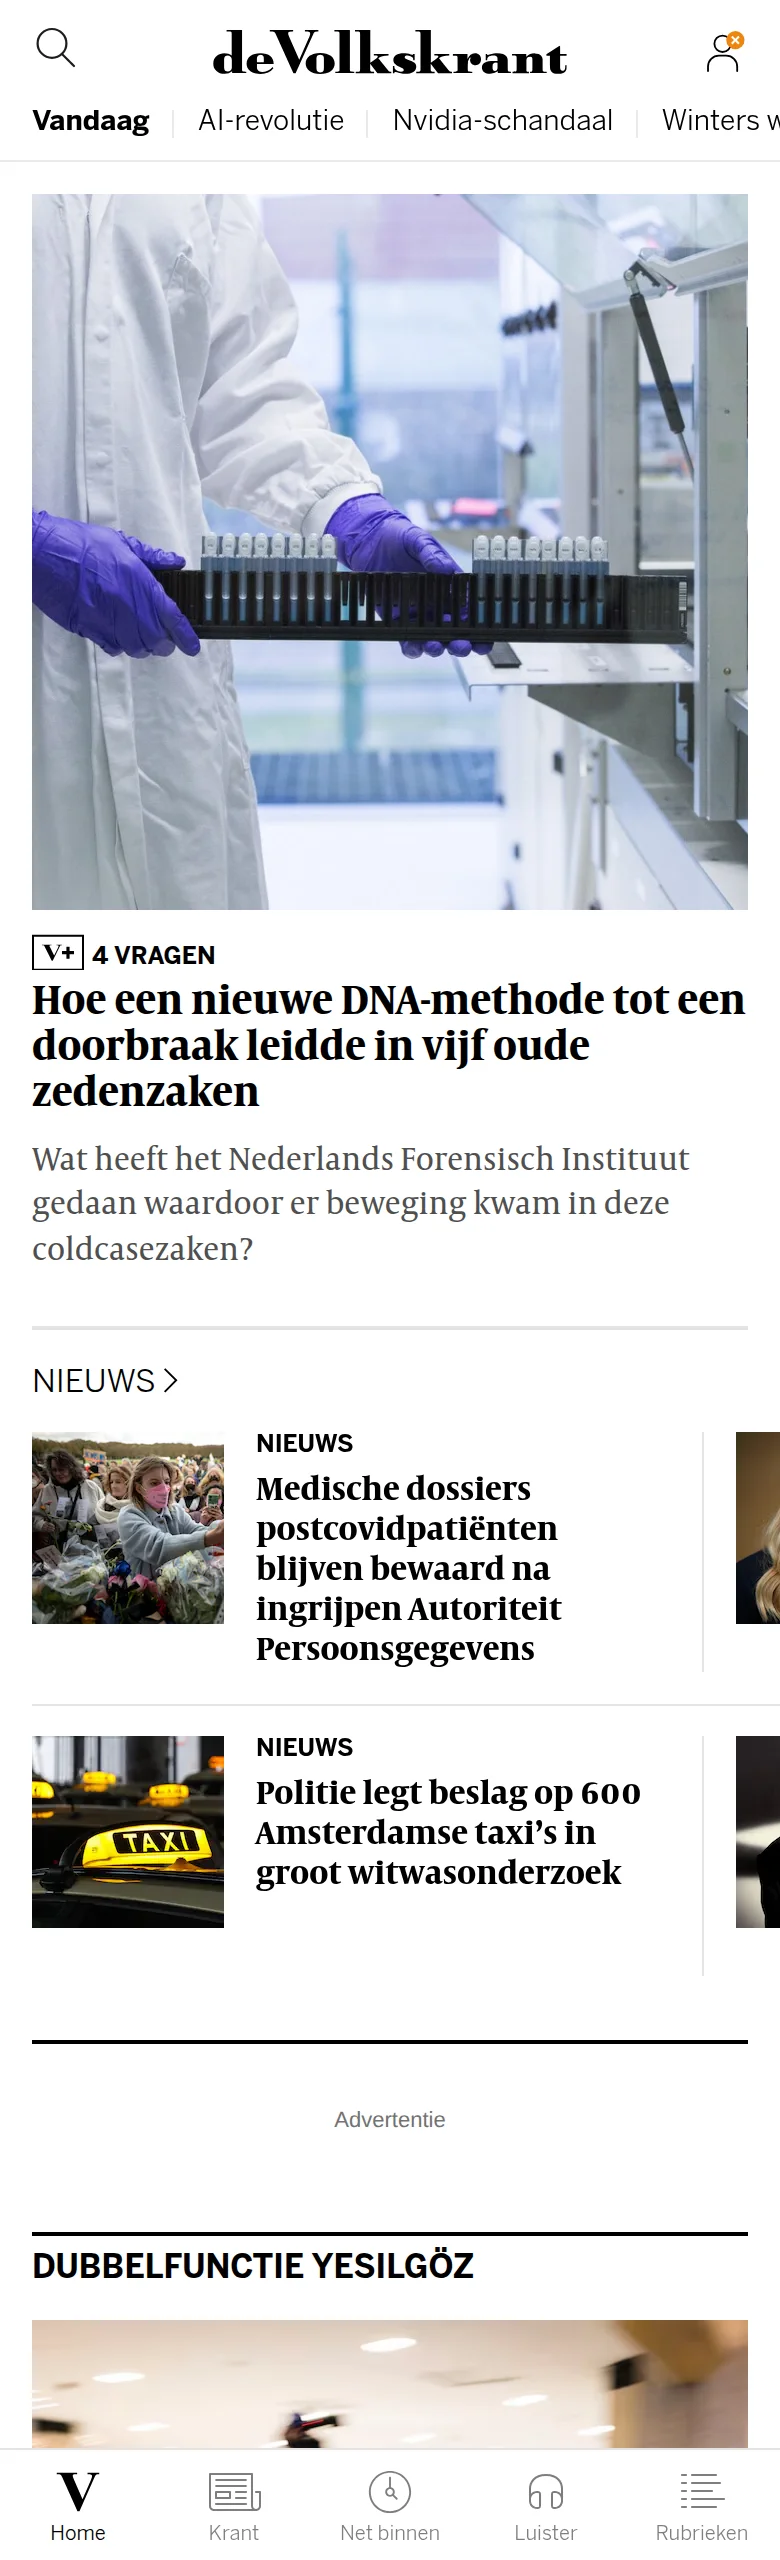 deVolkskrant
Vandaag
AI-revolutie
Nvidia-schandaal
Winters w
V+ 4 VRAGEN
Hoe een nieuwe DNA-methode tot een
doorbraak leidde in vijf oude
zedenzaken
Wat heeft het Nederlands Forensisch Instituut
gedaan waardoor er beweging kwam in deze
coldcasezaken?
NIEUWS
NIEUWS
Medische dossiers
postcovidpatiënten
blijven bewaard na
ingrijpen Autoriteit
Persoonsgegevens
TAXI
NIEUWS
Politie legt beslag op 600
Amsterdamse taxi’s in
groot witwasonderzoek
Advertentie
DUBBELFUNCTIE YESILGÖZ
V
Home
Krant
Net binnen
Luister
Rubrieken